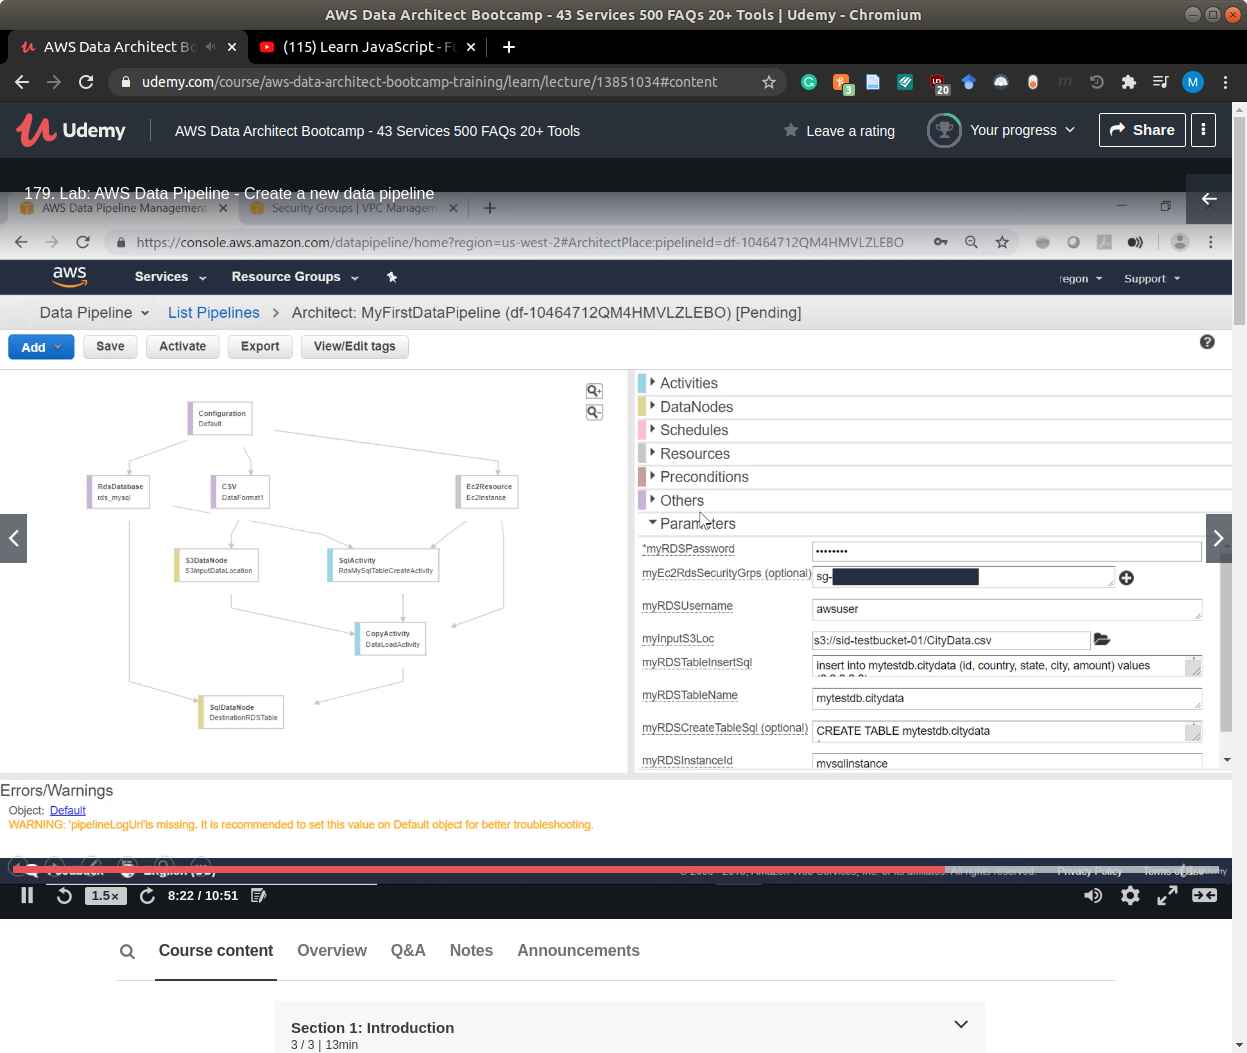 AWS Data Architect Bootcamp - 43 Services 500 FAQs 20+ Tools | Udemy - Chromium
AWS Data Architect Bo
(115) Learn JavaScript - Fu
udemy.com/course/aws-data-architect-bootcamp-training/learn/lecture/13851034#content
3
20
M
Udemy
AWS Data Architect Bootcamp - 43 Services 500 FAQs 20+ Tools
Leave a rating
Your progress
Share
179. Lab: AWS Data Pipeline - Create a new data pipeline
AWS Data Pipeline Management
Security Groups | VPC Managem
https://console.aws.amazon.com/datapipeline/home?region=us-west-2#ArchitectPlace:pipelineId=df-10464712QM4HMVLZLEBO
aws
Services
Resource Groups
regon
Support
Data Pipeline
List Pipelines
Architect: MyFirstDataPipeline (df-10464712QM4HMVLZLEBO) [Pending]
Add
Save
Activate
Export
View/Edit tags
Configuration
Default
RdsDatabase
rds_mysql
CSV
DataFormat1
Ec2Resource
Ec2Instance
S3DataNode
S3InputDataLocation
SqlActivity
RdsMySqlTableCreateActivity
CopyActivity
DataLoadActivity
SqlDataNode
DestinationRDSTable
Activities
DataNodes
Schedules
Resources
Preconditions
Others
Parameters
*myRDSPassword
••••••••
myEc2RdsSecurityGrps (optional)
sg-
myRDSUsername
awsuser
myInputS3Loc
s3://sid-testbucket-01/CityData.csv
myRDSTableInsertSql
insert into mytestdb.citydata (id, country, state, city, amount) values
myRDSTableName
mytestdb.citydata
myRDSCreateTableSql (optional)
CREATE TABLE mytestdb.citydata
myRDSInstanceId
mysqlinstance
Errors/Warnings
Object: Default
WARNING: 'pipelineLogUri'is missing. It is recommended to set this value on Default object for better troubleshooting.
Privacy Policy
1.5×
8:22 / 10:51
Course content
Overview
Q&A
Notes
Announcements
Section 1: Introduction
3 / 3 | 13min